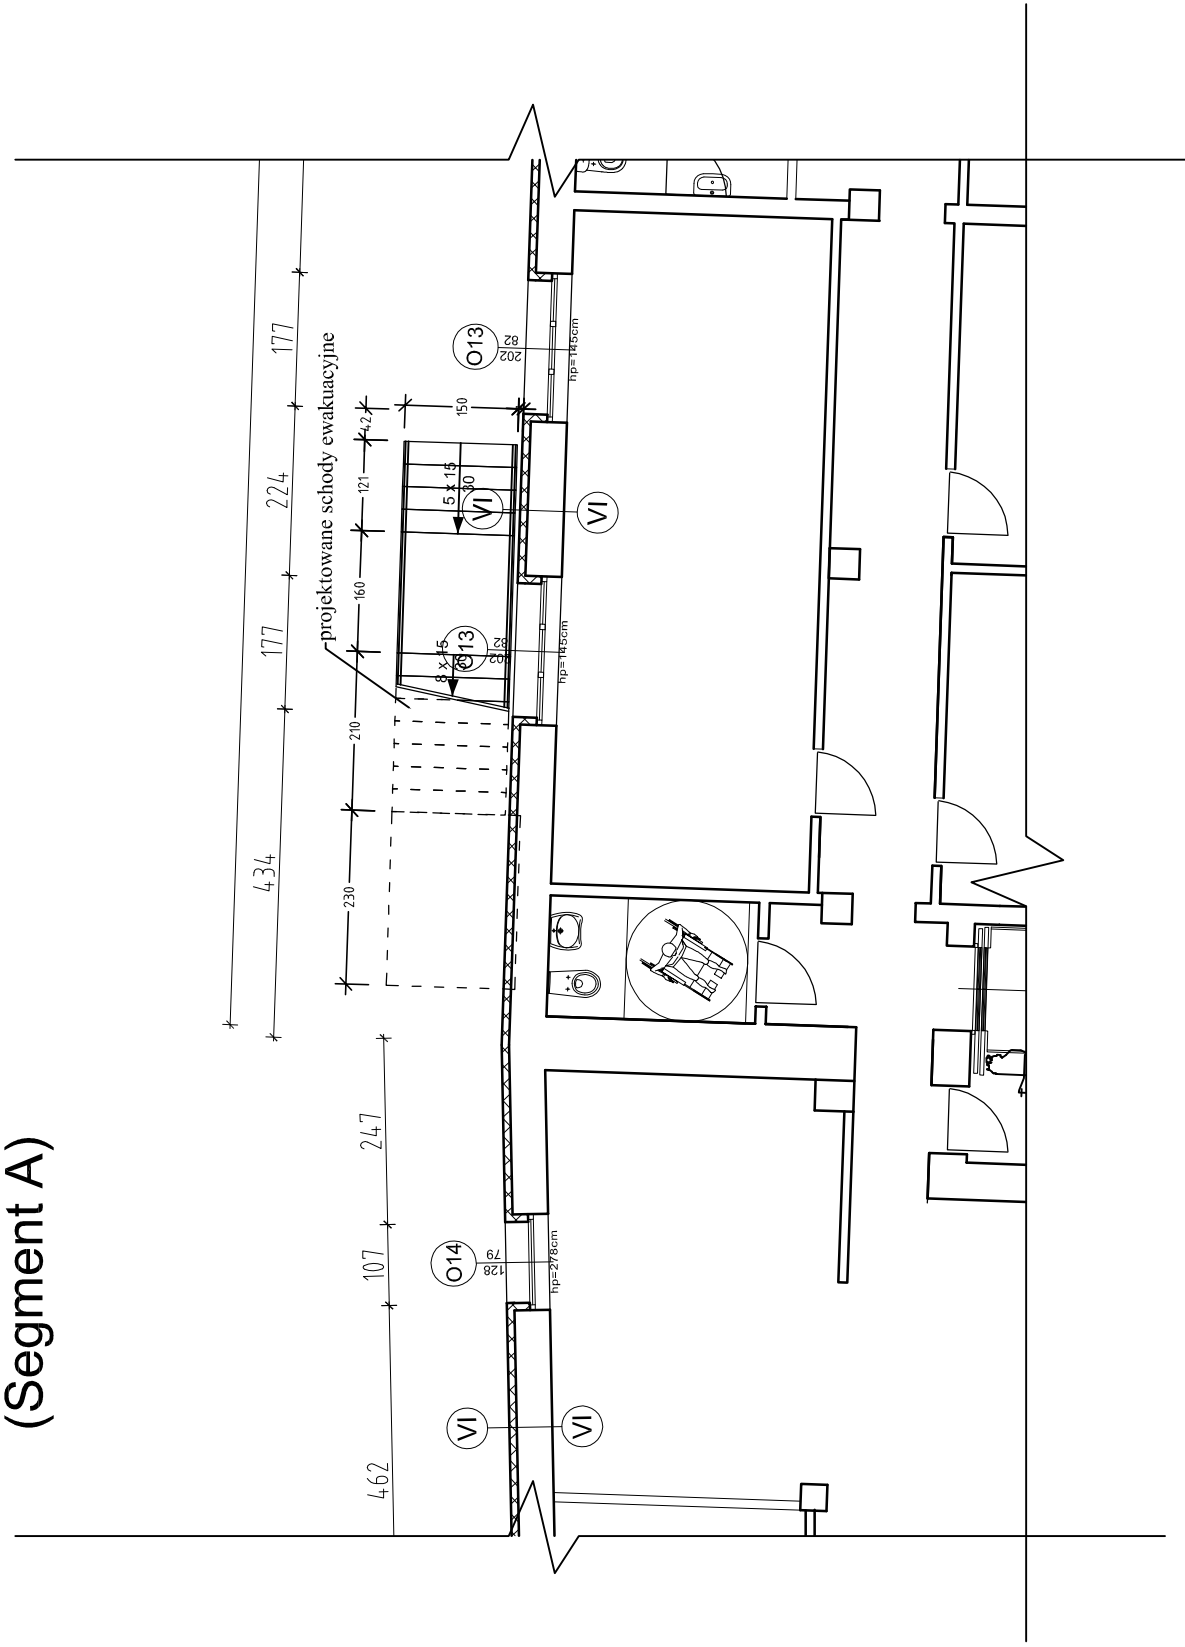 (Segment A)
462
107
247
434
177
224
177
230
210
160
121
42
150
projektowane schody ewakuacyjne
5 x 15
30
8 x 15
30
VI
VI
O13
82
202
hp=145cm
O13
82
202
hp=145cm
O14
79
128
hp=278cm
VI
VI